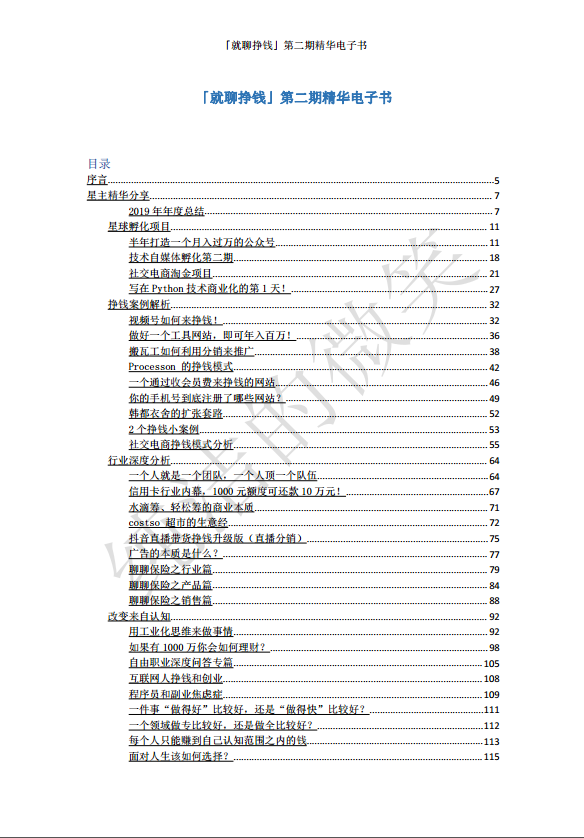 「就聊挣钱」第二期精华电子书
「就聊挣钱」第二期精华电子书
目录
序言 5
星主精华分享 7
2019 年年度总结 7
星球孵化项目 11
半年打造一个月入过万的公众号 11
技术自媒体孵化第二期 18
社交电商淘金项目 21
写在 Python 技术商业化的第 1 天! 27
挣钱案例解析 32
视频号如何来挣钱! 32
做好一个工具网站,即可年入百万! 36
搬瓦工如何利用分销来推广 38
Processon 的挣钱模式 42
一个通过收会员费来挣钱的网站 46
你的手机号到底注册了哪些网站? 49
韩都衣舍的扩张套路 52
2 个挣钱小案例 53
社交电商挣钱模式分析 55
行业深度分析 64
一个人就是一个团队,一个人顶一个队伍 64
信用卡行业内幕,1000 元额度可还款 10 万元! 67
水滴筹、轻松筹的商业本质 71
costso 超市的生意经 72
抖音直播带货挣钱升级版(直播分销) 75
广告的本质是什么? 77
聊聊保险之行业篇 79
聊聊保险之产品篇 84
聊聊保险之销售篇 88
改变来自认知 92
用工业化思维来做事情 92
如果有 1000 万你会如何理财? 98
自由职业深度问答专篇 105
互联网人挣钱和创业 108
程序员和副业焦虑症 109
一件事“做得好”比较好,还是“做得快”比较好? 111
一个领域做专比较好,还是做全比较好? 112
每个人只能赚到自己认知范围之内的钱 113
面对人生该如何选择? 115
纯洁的微笑